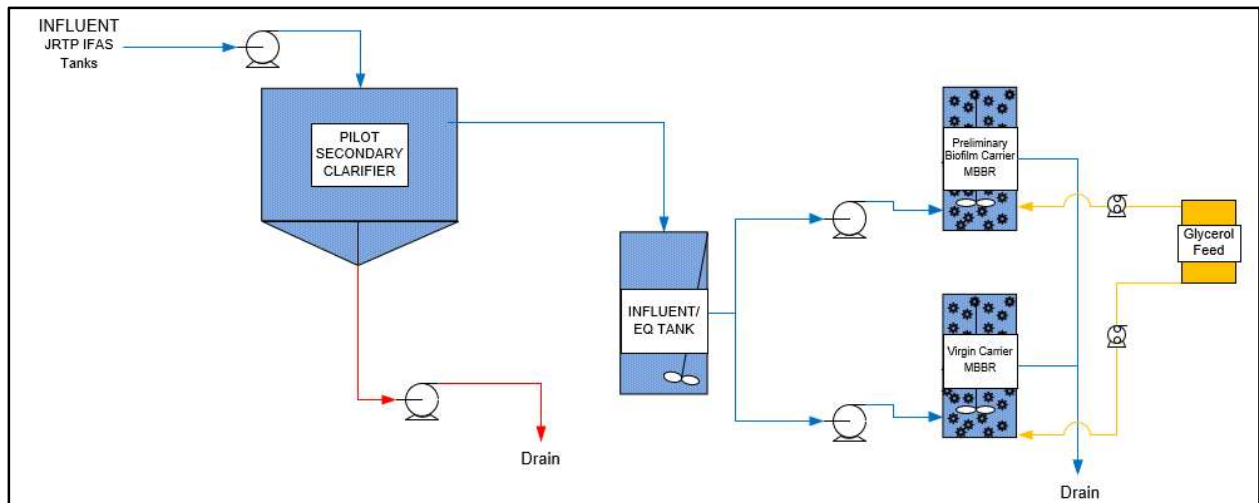 INFLUENT
JRTP IFAS
Tanks
PILOT
SECONDARY
CLARIFIER
Preliminary
Biofilm Carrier
MBBR
Glycerol
Feed
INFLUENT/
EQ TANK
Virgin Carrier
MBBR
Drain
Drain